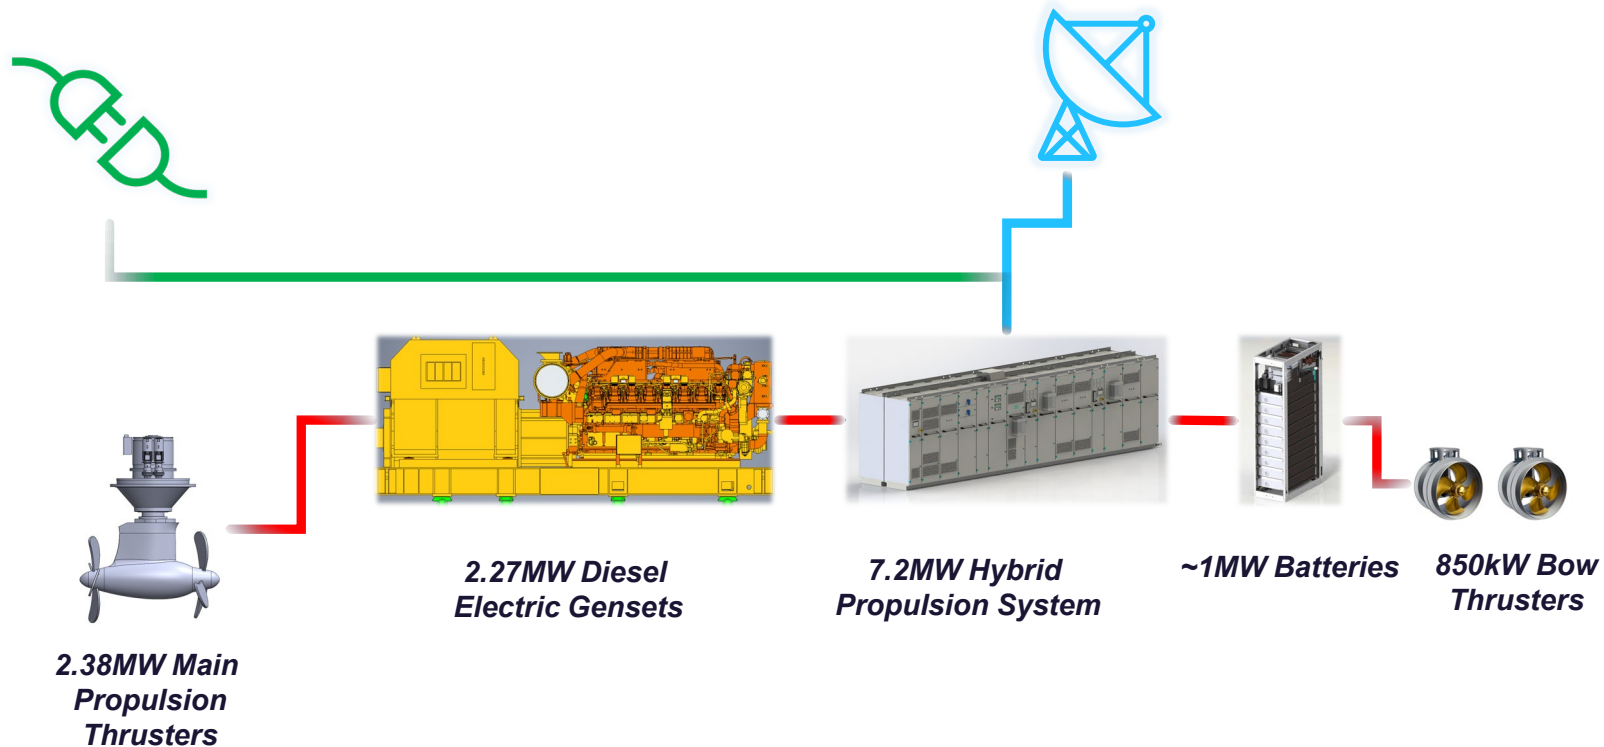 2.27MW Diesel
Electric Gensets
7.2MW Hybrid
Propulsion System
~1MW Batteries
850kW Bow
Thrusters
2.38MW Main
Propulsion
Thrusters